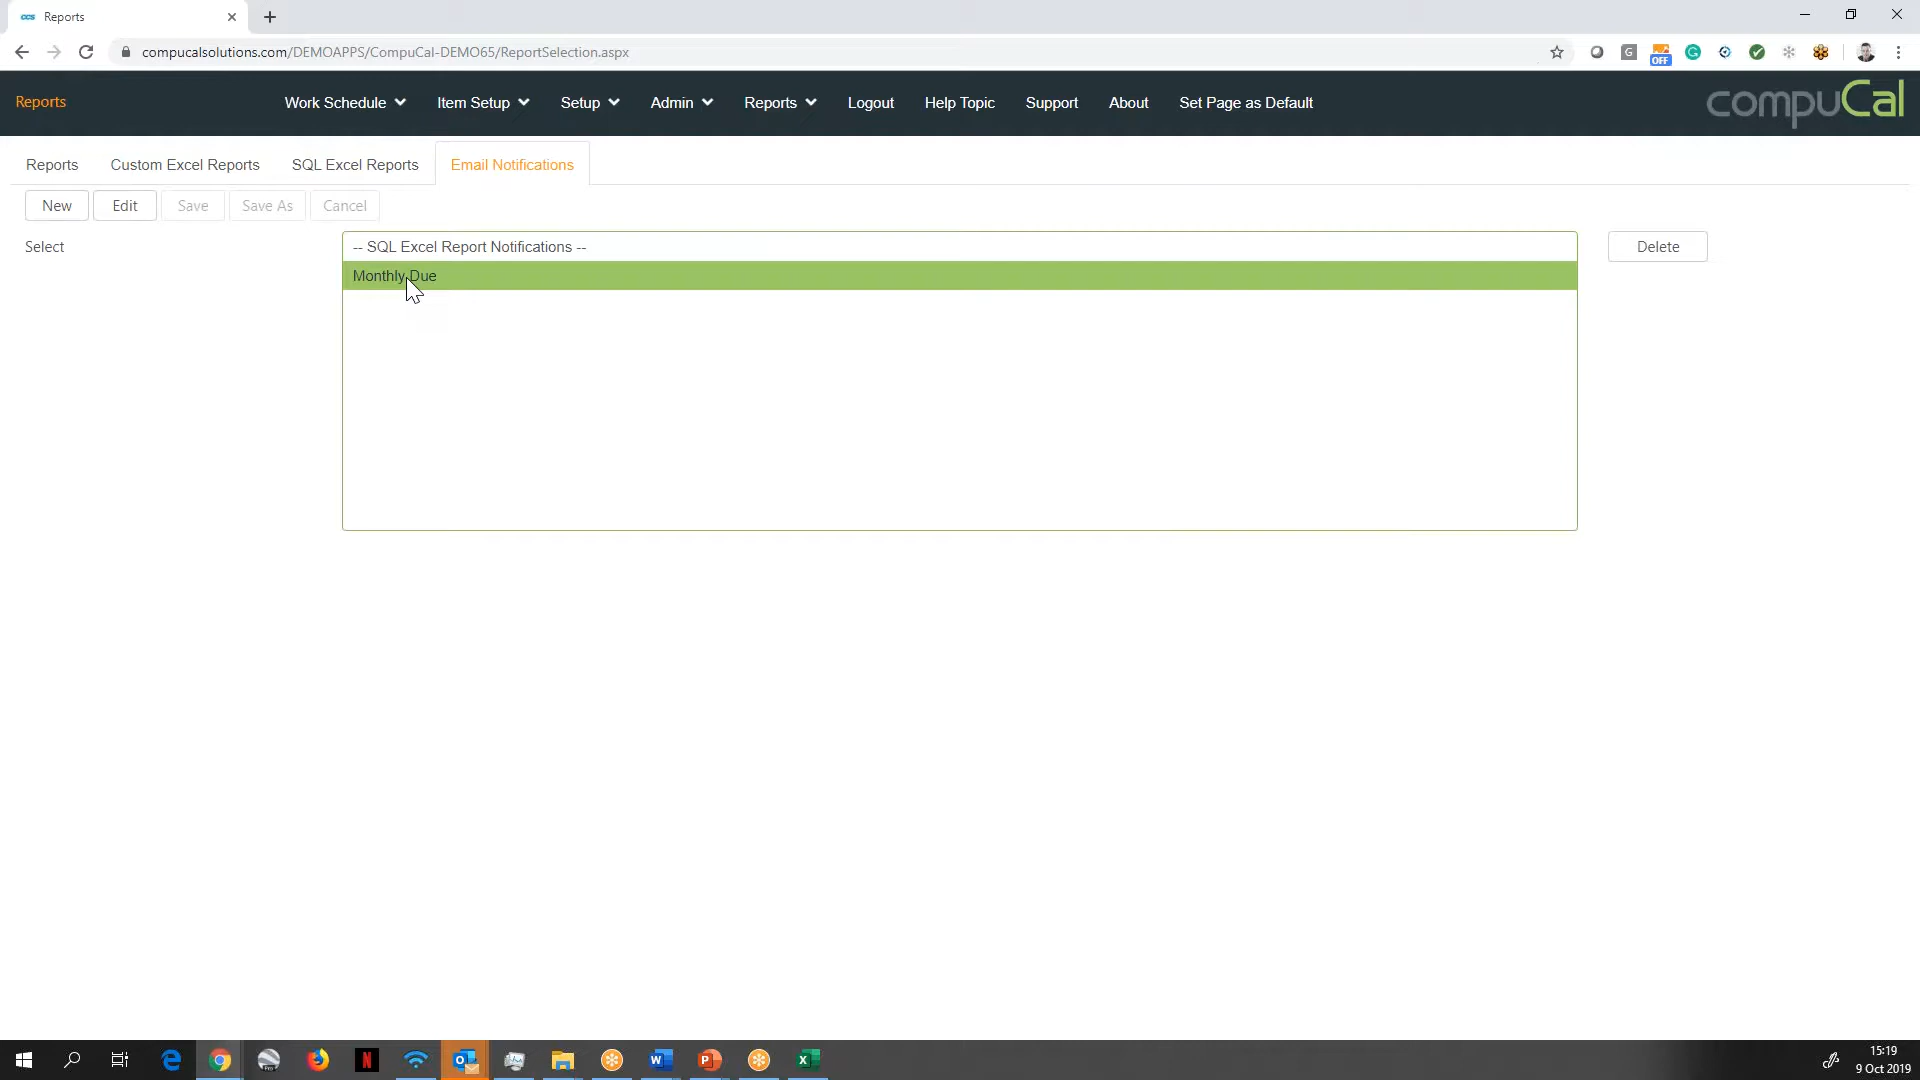 ccs Reports
compucalsolutions.com/DEMOAPPS/CompuCal-DEMO65/ReportSelection.aspx
G
OFF
G
Reports
Work Schedule
Item Setup
Setup
Admin
Reports
Logout
Help Topic
Support
About
Set Page as Default
compuCal
Reports
Custom Excel Reports
SQL Excel Reports
Email Notifications
New
Edit
Save
Save As
Cancel
Select
-- SQL Excel Report Notifications --
Delete
Monthly Due
15:19
9 Oct 2019